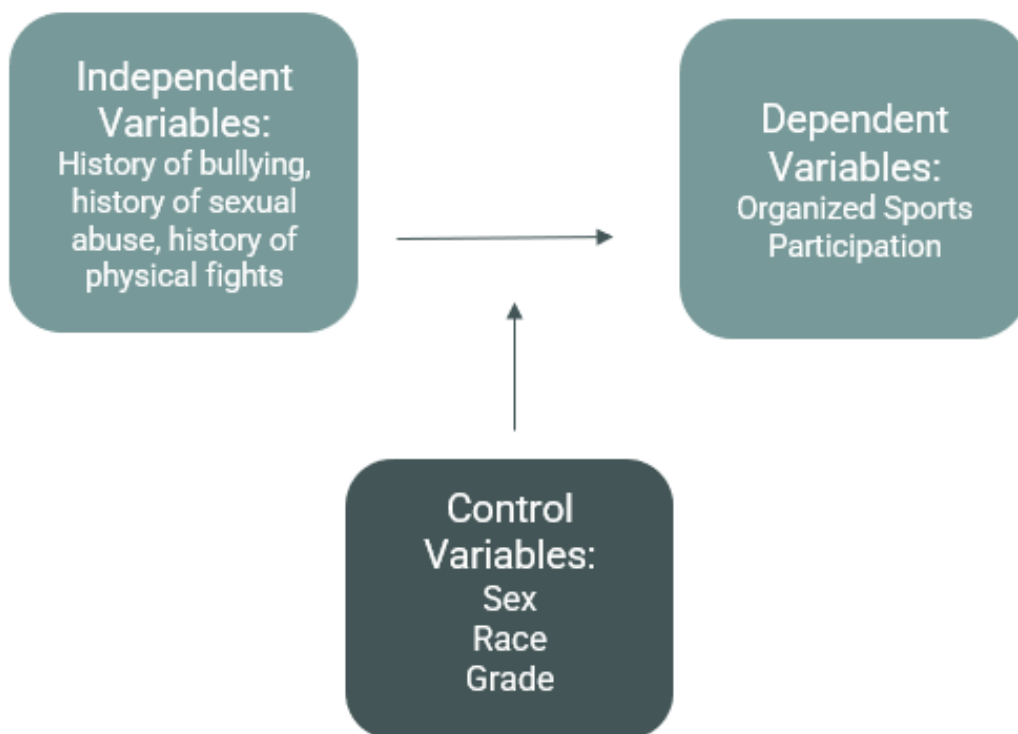 Independent
Variables:
History of bullying,
history of sexual
abuse, history of
physical fights
Dependent
Variables:
Organized Sports
Participation
Control
Variables:
Sex
Race
Grade